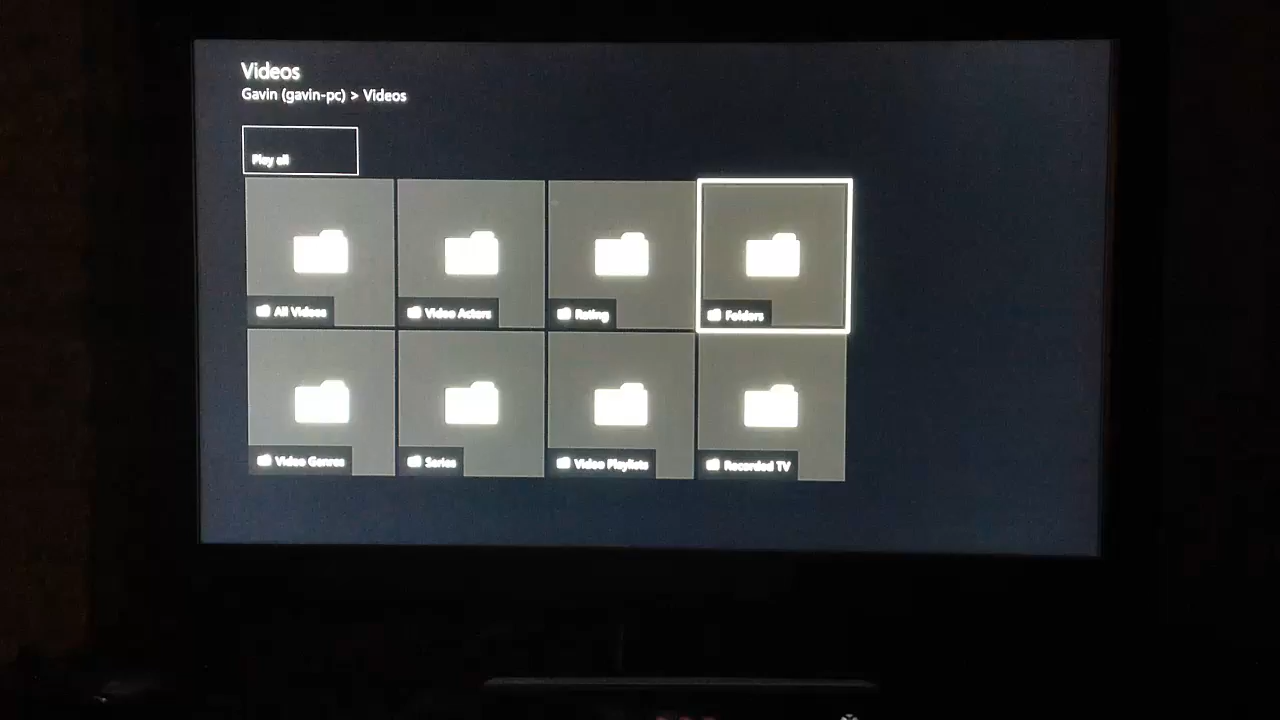 Videos
Gavin (gavin-pc) > Videos
Play all
All Videos
Video Actors
Rating
Folders
Video Genres
Series
Video Playlists
Recorded TV